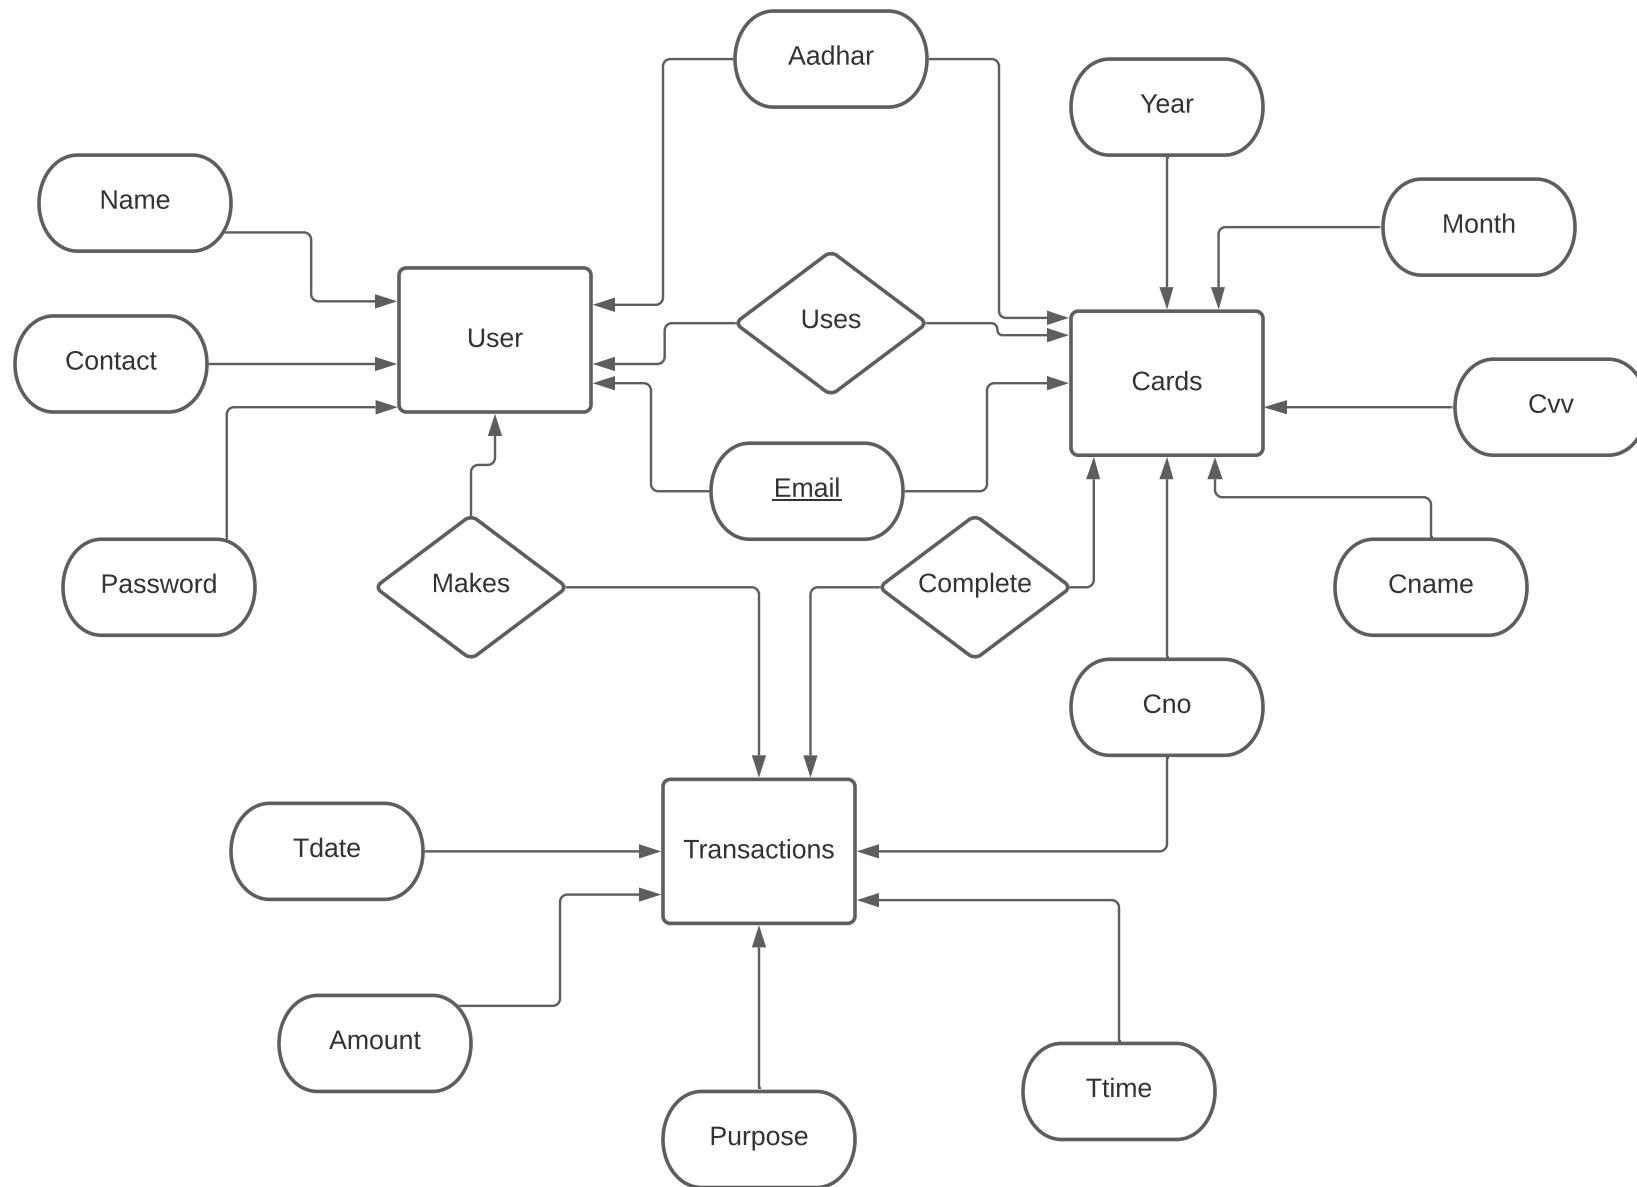 Aadhar
Year
Name
Month
Uses
User
Contact
Cards
Cvv
Email
Password
Makes
Complete
Cname
Cno
Tdate
Transactions
Amount
Ttime
Purpose